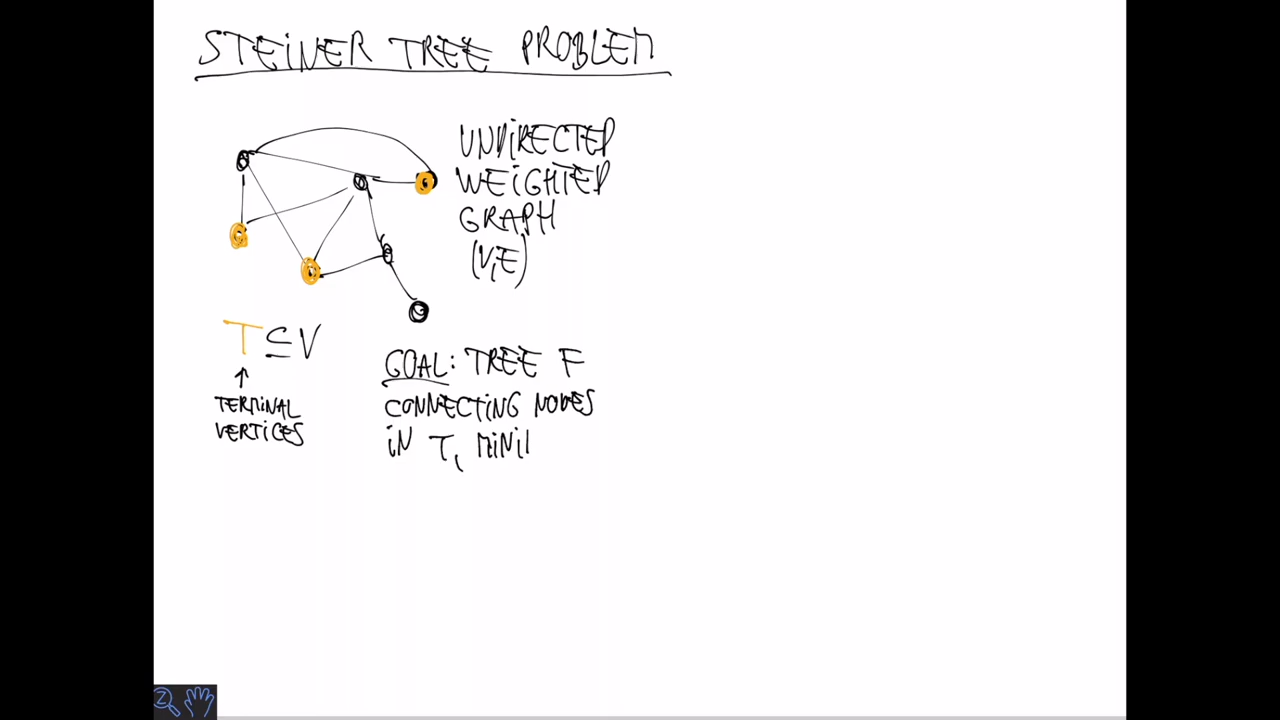 STEINER TREE PROBLEM
UNDIRECTED
WEIGHTED
GRAPH
(V,E)
T ⊆ V
↑
TERMINAL
VERTICES
GOAL: TREE F
CONNECTING NODES
IN T, MINI